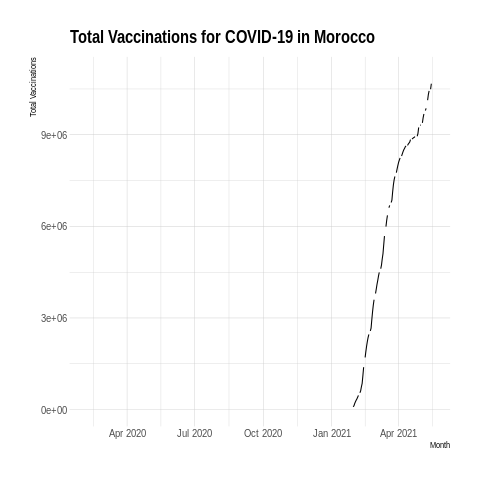 Total Vaccinations for COVID-19 in Morocco
Total Vaccinations
9e+06
6e+06
3e+06
0e+00
Apr 2020 Jul 2020 Oct 2020 Jan 2021 Apr 2021
Month